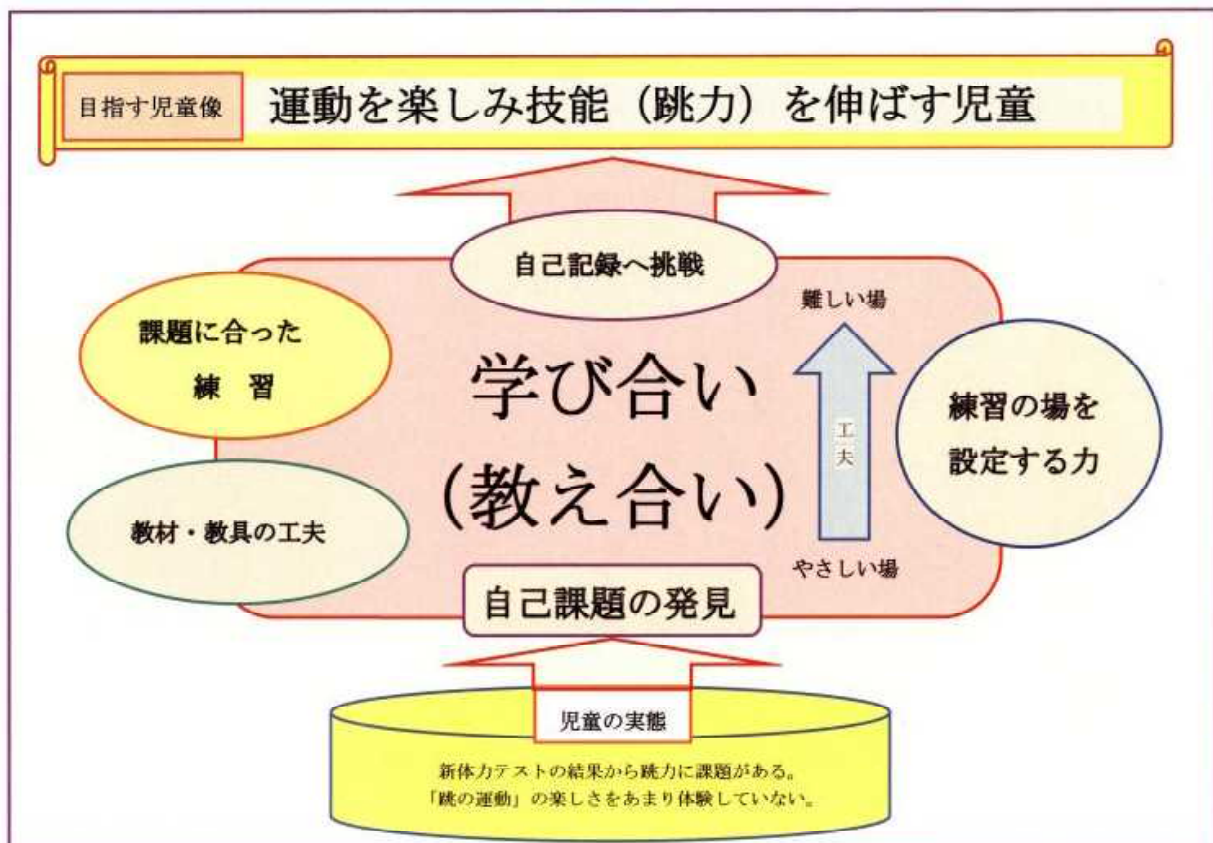 目指す児童像
運動を楽しみ技能（跳力）を伸ばす児童
自己記録へ挑戦
課題に合った
練　習
教材・教具の工夫
学び合い
（教え合い）
難しい場
工夫
やさしい場
練習の場を
設定する力
自己課題の発見
児童の実態
新体力テストの結果から跳力に課題がある。
「跳の運動」の楽しさをあまり体験していない。